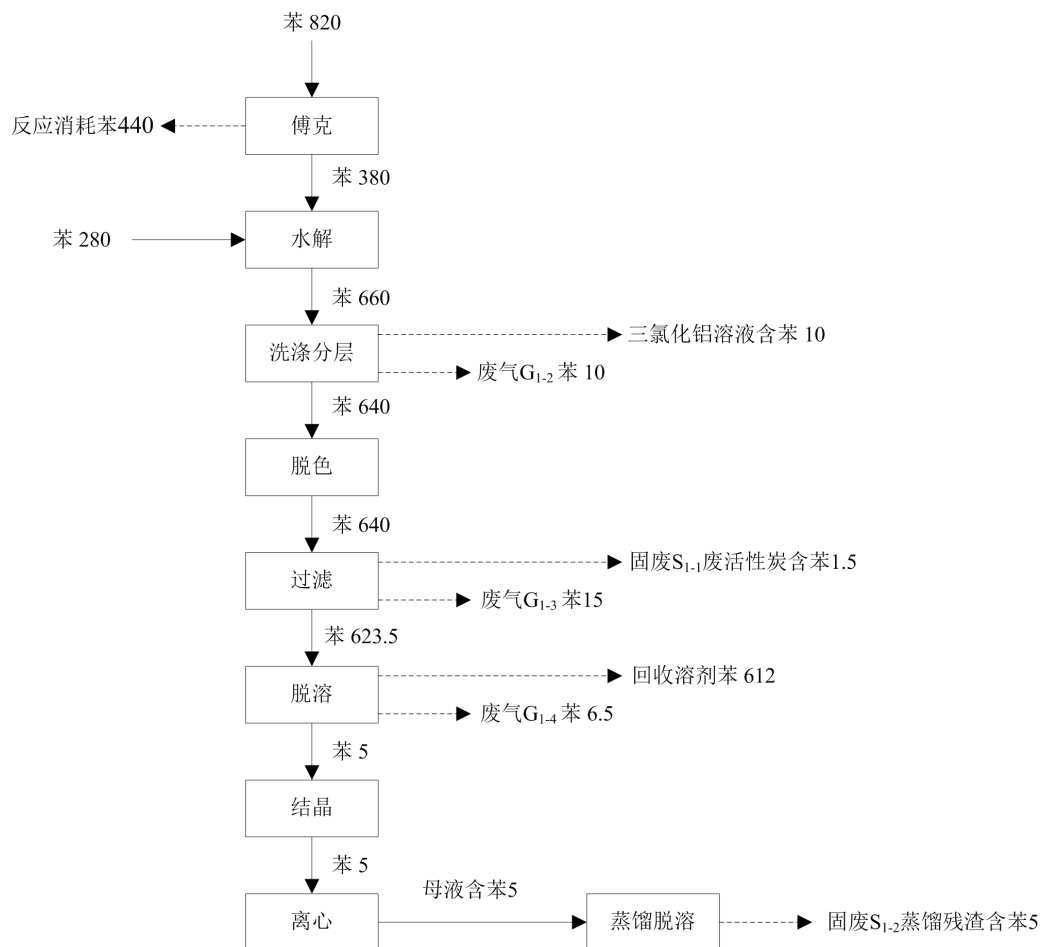 苯 820
傅克
反应消耗苯440
苯 380
苯 280
水解
苯 660
洗涤分层
三氯化铝溶液含苯 10
废气G₁₋₂ 苯 10
苯 640
脱色
苯 640
过滤
固废S₁₋₁废活性炭含苯1.5
废气G₁₋₃ 苯15
苯 623.5
脱溶
回收溶剂苯 612
废气G₁₋₄ 苯 6.5
苯 5
结晶
苯 5
离心
母液含苯5
蒸馏脱溶
固废S₁₋₂蒸馏残渣含苯5